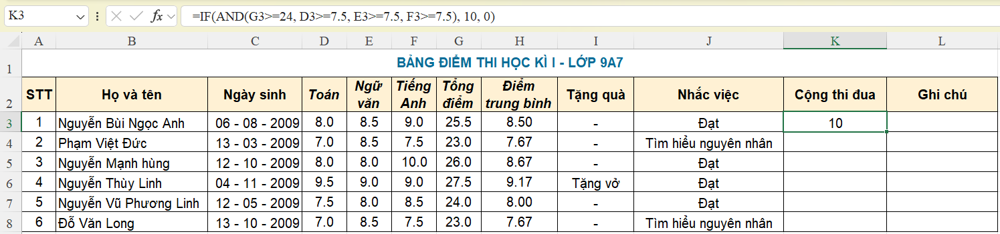 K3 fx =IF(AND(G3>=24, D3>=7.5, E3>=7.5, F3>=7.5), 10, 0)
A B C D E F G H I J K L
1 BẢNG ĐIỂM THI HỌC KÌ I - LỚP 9A7
2 STT Họ và tên Ngày sinh Toán Ngữ văn Tiếng Anh Tổng điểm Điểm trung bình Tặng quà Nhắc việc Cộng thi đua Ghi chú
3 1 Nguyễn Bùi Ngọc Anh 06 - 08 - 2009 8.0 8.5 9.0 25.5 8.50 - Đạt 10
4 2 Phạm Việt Đức 13 - 03 - 2009 7.0 8.5 7.5 23.0 7.67 - Tìm hiểu nguyên nhân
5 3 Nguyễn Mạnh hùng 12 - 10 - 2009 8.0 8.0 10.0 26.0 8.67 - Đạt
6 4 Nguyễn Thùy Linh 04 - 11 - 2009 9.5 9.0 9.0 27.5 9.17 Tặng vở Đạt
7 5 Nguyễn Vũ Phương Linh 12 - 05 - 2009 7.5 8.0 8.5 24.0 8.00 - Đạt
8 6 Đỗ Văn Long 13 - 10 - 2009 7.0 8.5 7.5 23.0 7.67 - Tìm hiểu nguyên nhân